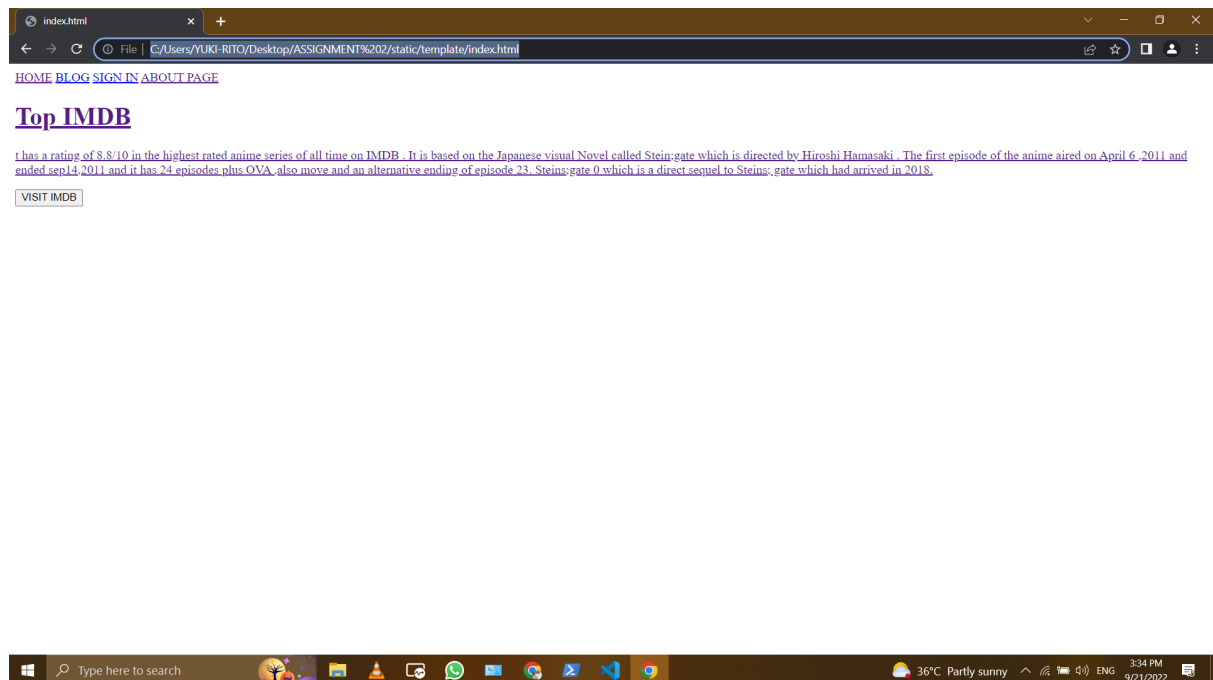 index.html
File | C:/Users/YUKI-RITO/Desktop/ASSIGNMENT%202/static/template/index.html
HOME BLOG SIGN IN ABOUT PAGE
Top IMDB
t has a rating of 8.8/10 in the highest rated anime series of all time on IMDB . It is based on the Japanese visual Novel called Stein;gate which is directed by Hiroshi Hamasaki . The first episode of the anime aired on April 6 ,2011 and
ended sep14,2011 and it has 24 episodes plus OVA ,also move and an alternative ending of episode 23. Steins;gate 0 which is a direct sequel to Steins; gate which had arrived in 2018.
VISIT IMDB
Type here to search
36°C Partly sunny
ENG
3:34 PM
9/21/2022